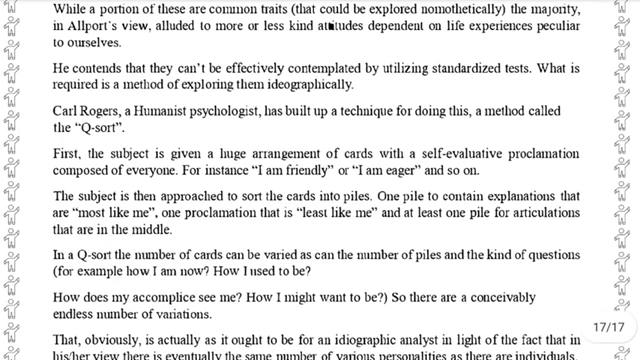 While a portion of these are common traits (that could be explored nomothetically) the majority,
in Allport's view, alluded to more or less kind attitudes dependent on life experiences peculiar
to ourselves.
He contends that they can't be effectively contemplated by utilizing standardized tests. What is
required is a method of exploring them ideographically.
Carl Rogers, a Humanist psychologist, has built up a technique for doing this, a method called
the “Q-sort”.
First, the subject is given a huge arrangement of cards with a self-evaluative proclamation
composed of everyone. For instance “I am friendly” or “I am eager” and so on.
The subject is then approached to sort the cards into piles. One pile to contain explanations that
are “most like me”, one proclamation that is “least like me” and at least one pile for articulations
that are in the middle.
In a Q-sort the number of cards can be varied as can the number of piles and the kind of questions
(for example how I am now? How I used to be?
How does my accomplice see me? How I might want to be?) So there are a conceivably
endless number of variations.
17/17
That, obviously, is actually as it ought to be for an idiographic analyst in light of the fact that in
his/her view there is eventually the same number of various personalities as there are individuals.